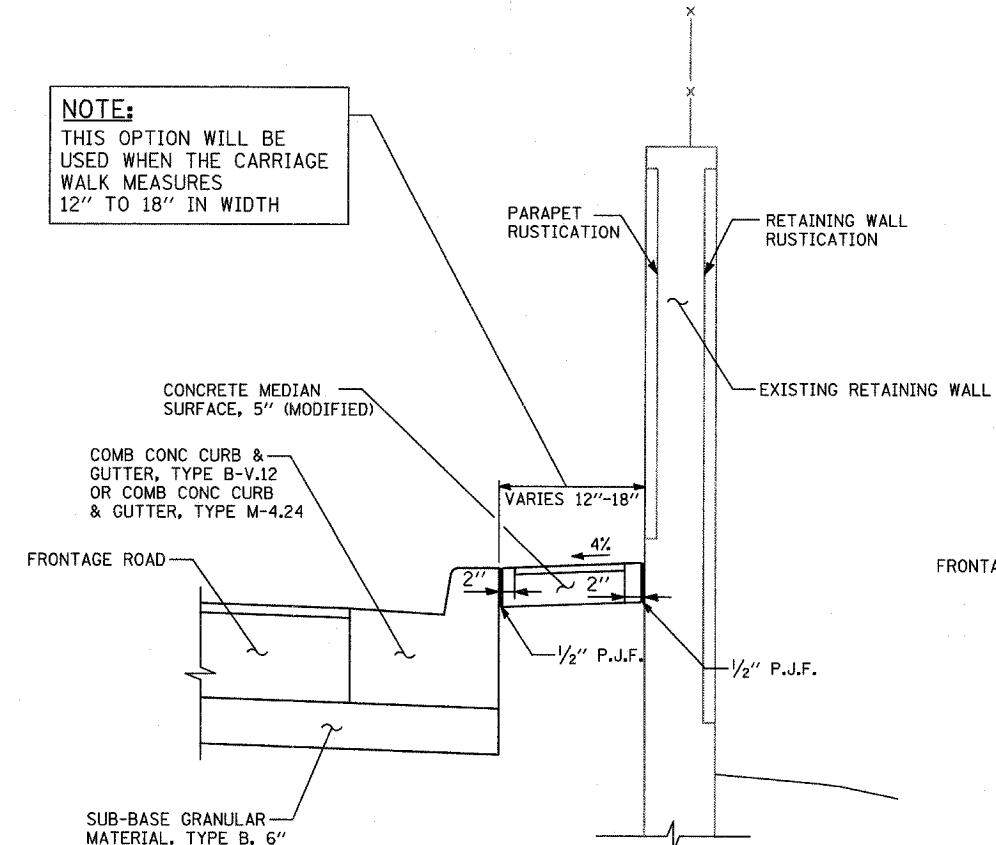 NOTE:
THIS OPTION WILL BE
USED WHEN THE CARRIAGE
WALK MEASURES
12" TO 18" IN WIDTH
PARAPET
RUSTICATION
RETAINING WALL
RUSTICATION
EXISTING RETAINING WALL
CONCRETE MEDIAN
SURFACE, 5" (MODIFIED)
COMB CONC CURB &
GUTTER, TYPE B-V.12
OR COMB CONC CURB
& GUTTER, TYPE M-4.24
VARIES 12"-18"
FRONTAGE ROAD
4%
2"
2"
1/2" P.J.F.
1/2" P.J.F.
FRONTA
SUB-BASE GRANULAR
MATERIAL, TYPE B, 6"